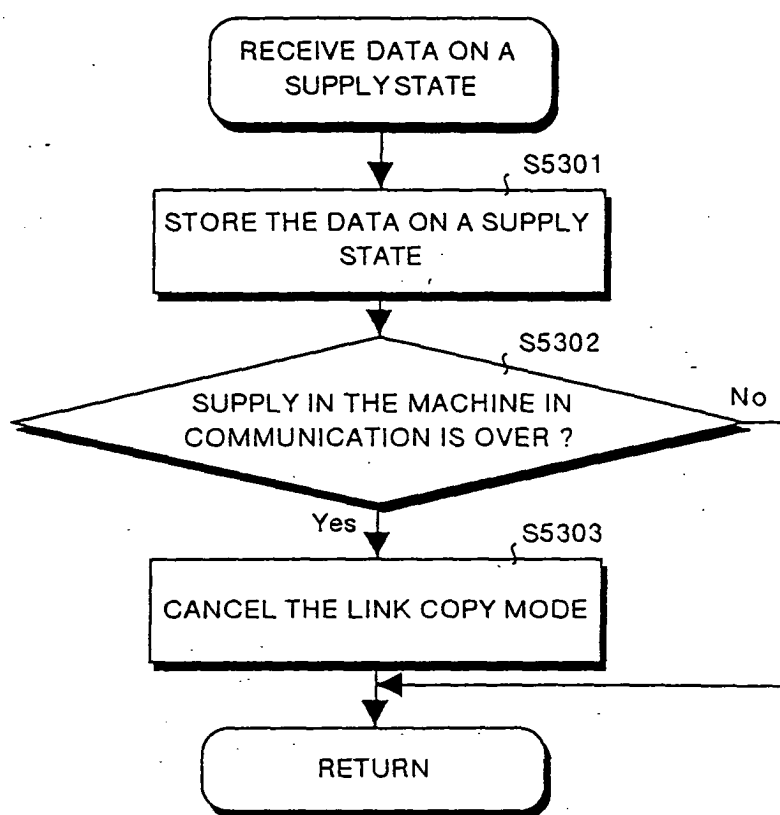 RECEIVE DATA ON A
SUPPLY STATE
S5301
STORE THE DATA ON A SUPPLY
STATE
S5302
SUPPLY IN THE MACHINE IN
COMMUNICATION IS OVER ?
No
Yes
S5303
CANCEL THE LINK COPY MODE
RETURN